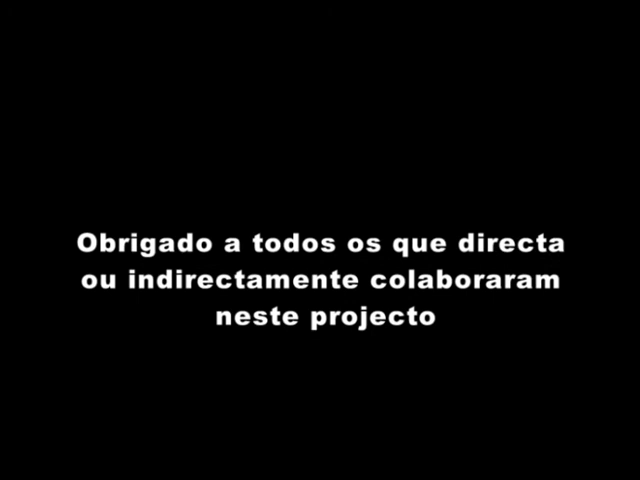 Obrigado a todos os que directa
ou indirectamente colaboraram
neste projecto